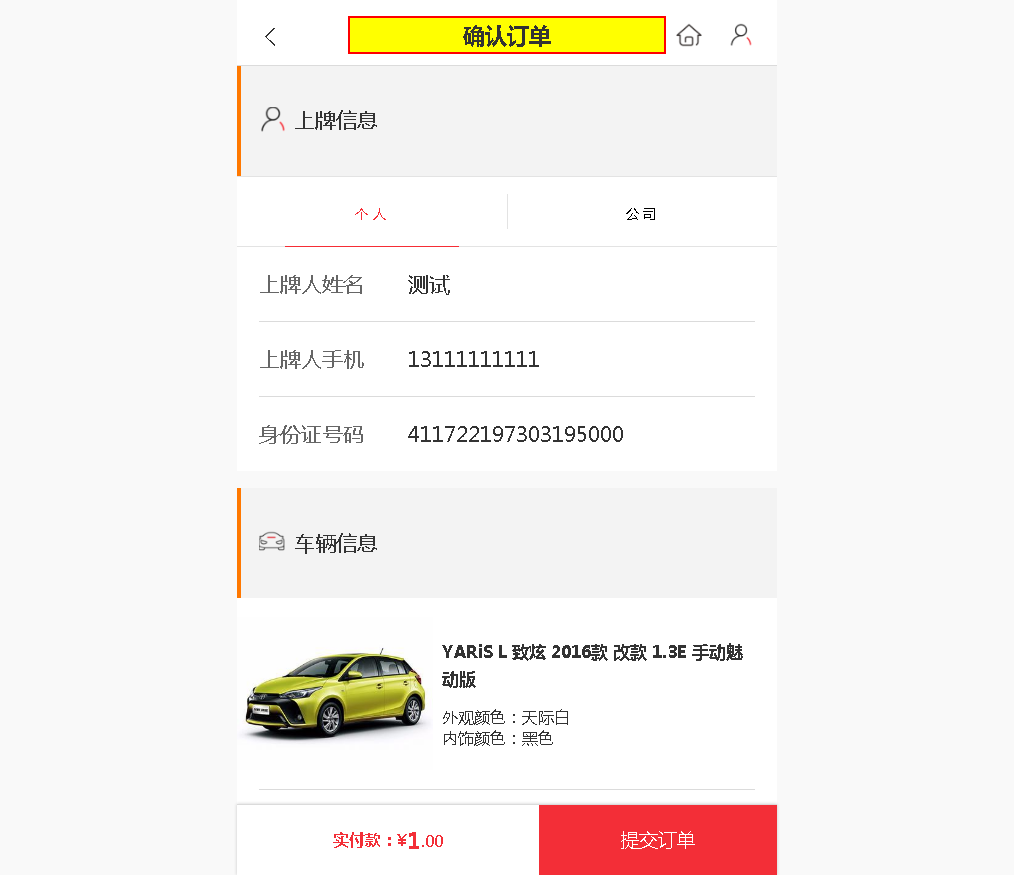 确认订单
上牌信息
个人
公司
上牌人姓名 测试
上牌人手机 13111111111
身份证号码 411722197303195000
车辆信息
YARiS L 致炫 2016款 改款 1.3E 手动魅
动版
外观颜色：天际白
内饰颜色：黑色
实付款：¥1.00
提交订单